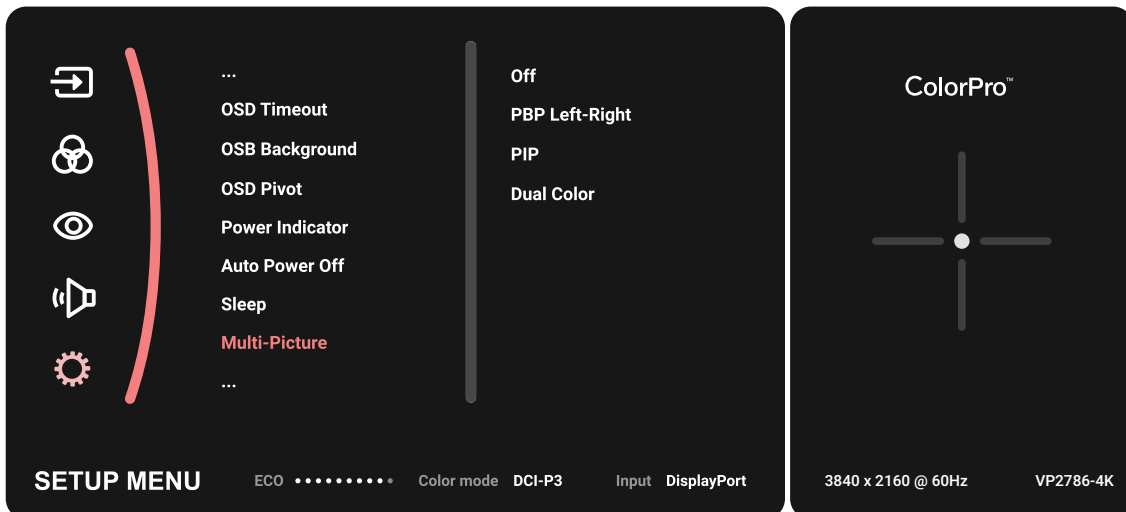 ...
OSD Timeout
OSB Background
OSD Pivot
Power Indicator
Auto Power Off
Sleep
Multi-Picture
...
Off
PBP Left-Right
PIP
Dual Color
SETUP MENU
ECO
Color mode DCI-P3
Input DisplayPort
ColorPro™
3840 x 2160 @ 60Hz
VP2786-4K